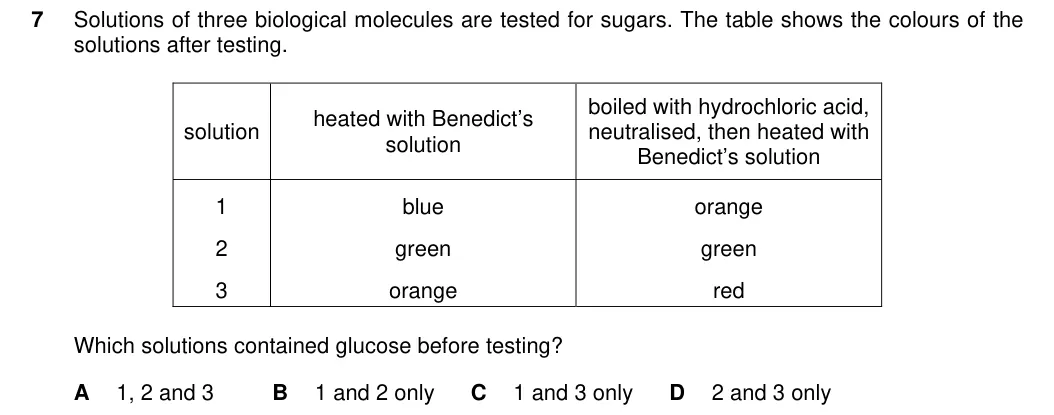 7 Solutions of three biological molecules are tested for sugars. The table shows the colours of the
solutions after testing.
solution
heated with Benedict's
solution
boiled with hydrochloric acid,
neutralised, then heated with
Benedict's solution
1 blue orange
2 green green
3 orange red
Which solutions contained glucose before testing?
A 1, 2 and 3 B 1 and 2 only C 1 and 3 only D 2 and 3 only